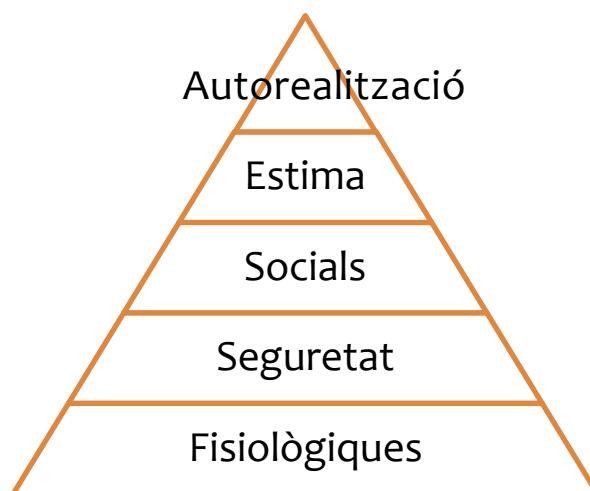 Autorealització
Estima
Socials
Seguretat
Fisiològiques